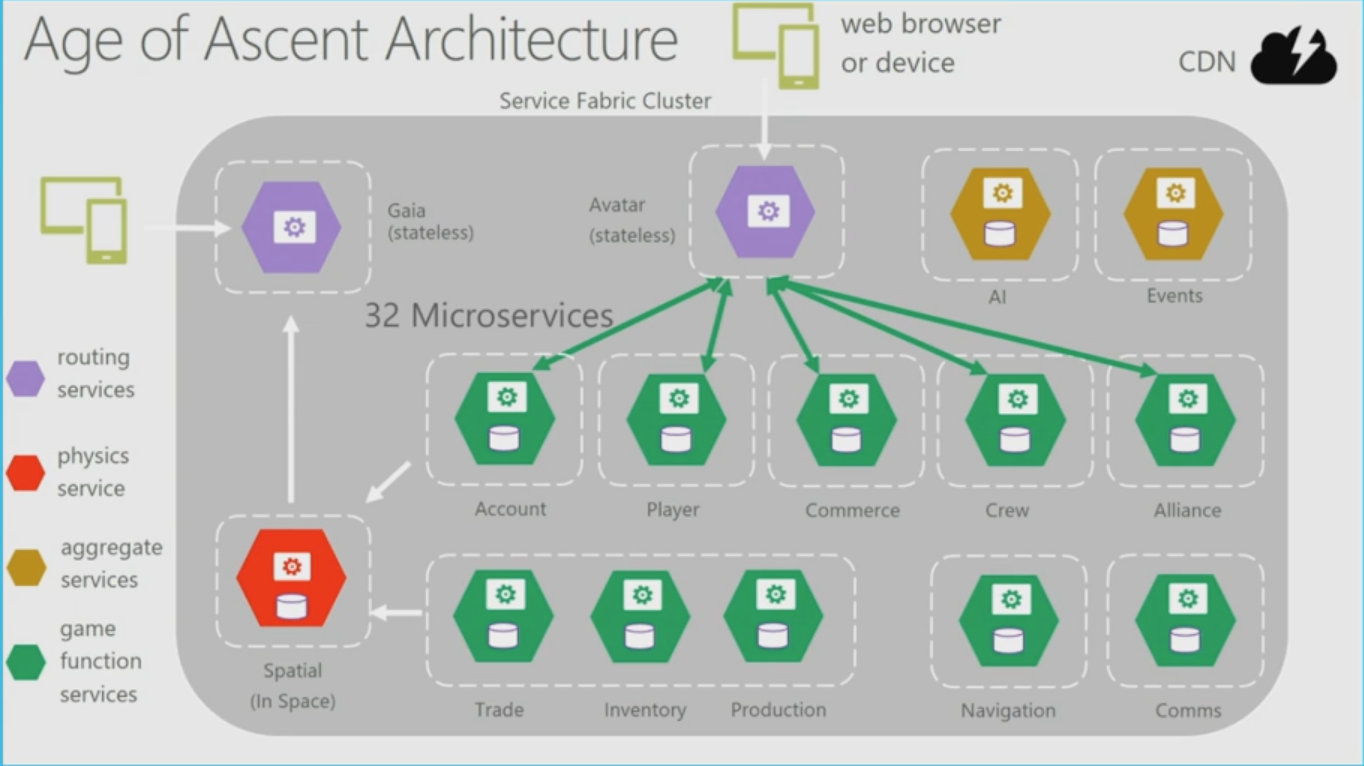 Age of Ascent Architecture
web browser
or device
CDN
Service Fabric Cluster
Gaia
(stateless)
Avatar
(stateless)
AI
Events
32 Microservices
routing
services
physics
service
aggregate
services
game
function
services
Account
Player
Commerce
Crew
Alliance
Spatial
(In Space)
Trade
Inventory
Production
Navigation
Comms